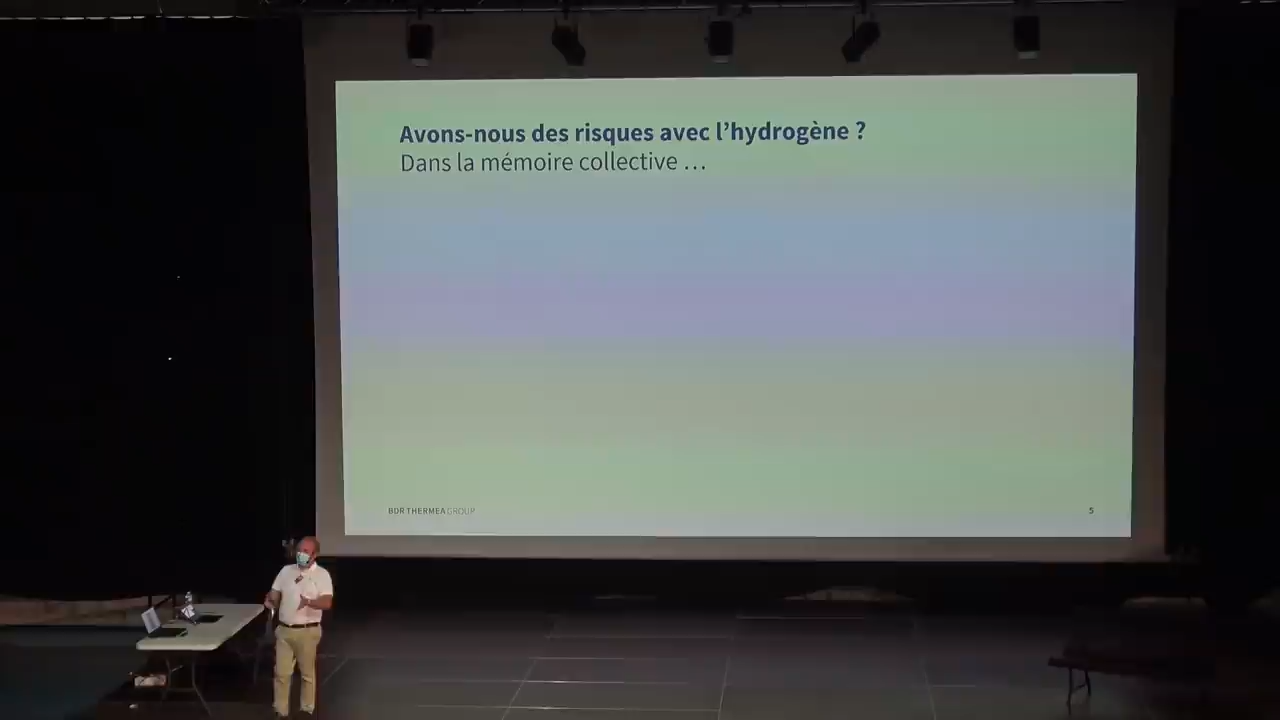 Avons-nous des risques avec l’hydrogène ?
Dans la mémoire collective …
BDR THERMEA GROUP
5